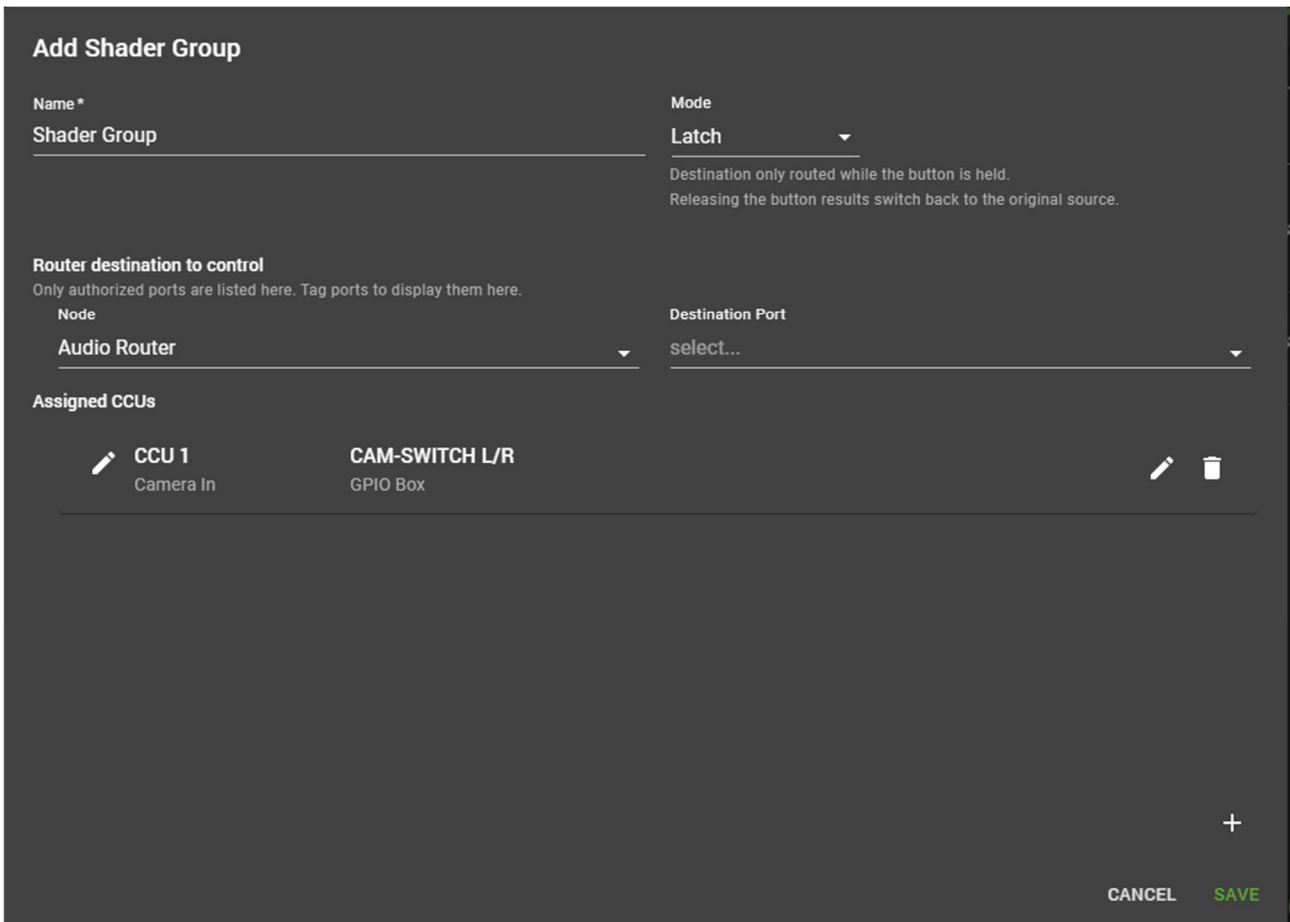 Add Shader Group
Name*
Mode
Shader Group
Latch
Destination only routed while the button is held.
Releasing the button results switch back to the original source.
Router destination to control
Only authorized ports are listed here. Tag ports to display them here.
Node
Destination Port
Audio Router
select...
Assigned CCUs
CCU 1
CAM-SWITCH L/R
Camera In
GPIO Box
CANCEL
SAVE